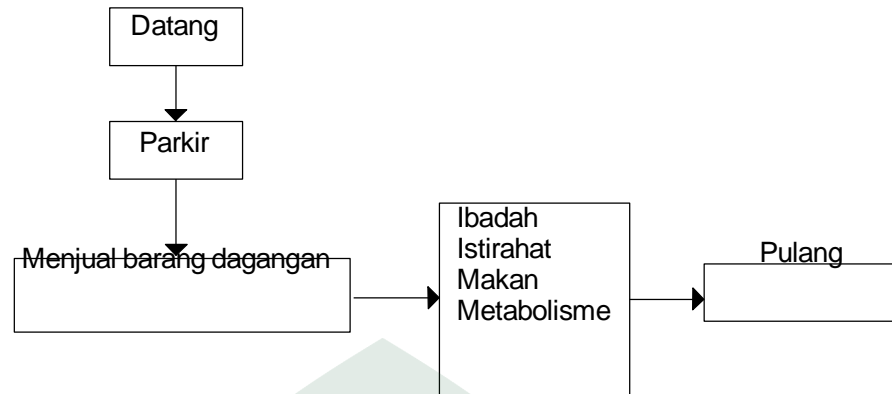 Datang
Parkir
Menjual barang dagangan
Ibadah
Istirahat
Makan
Metabolisme
Pulang